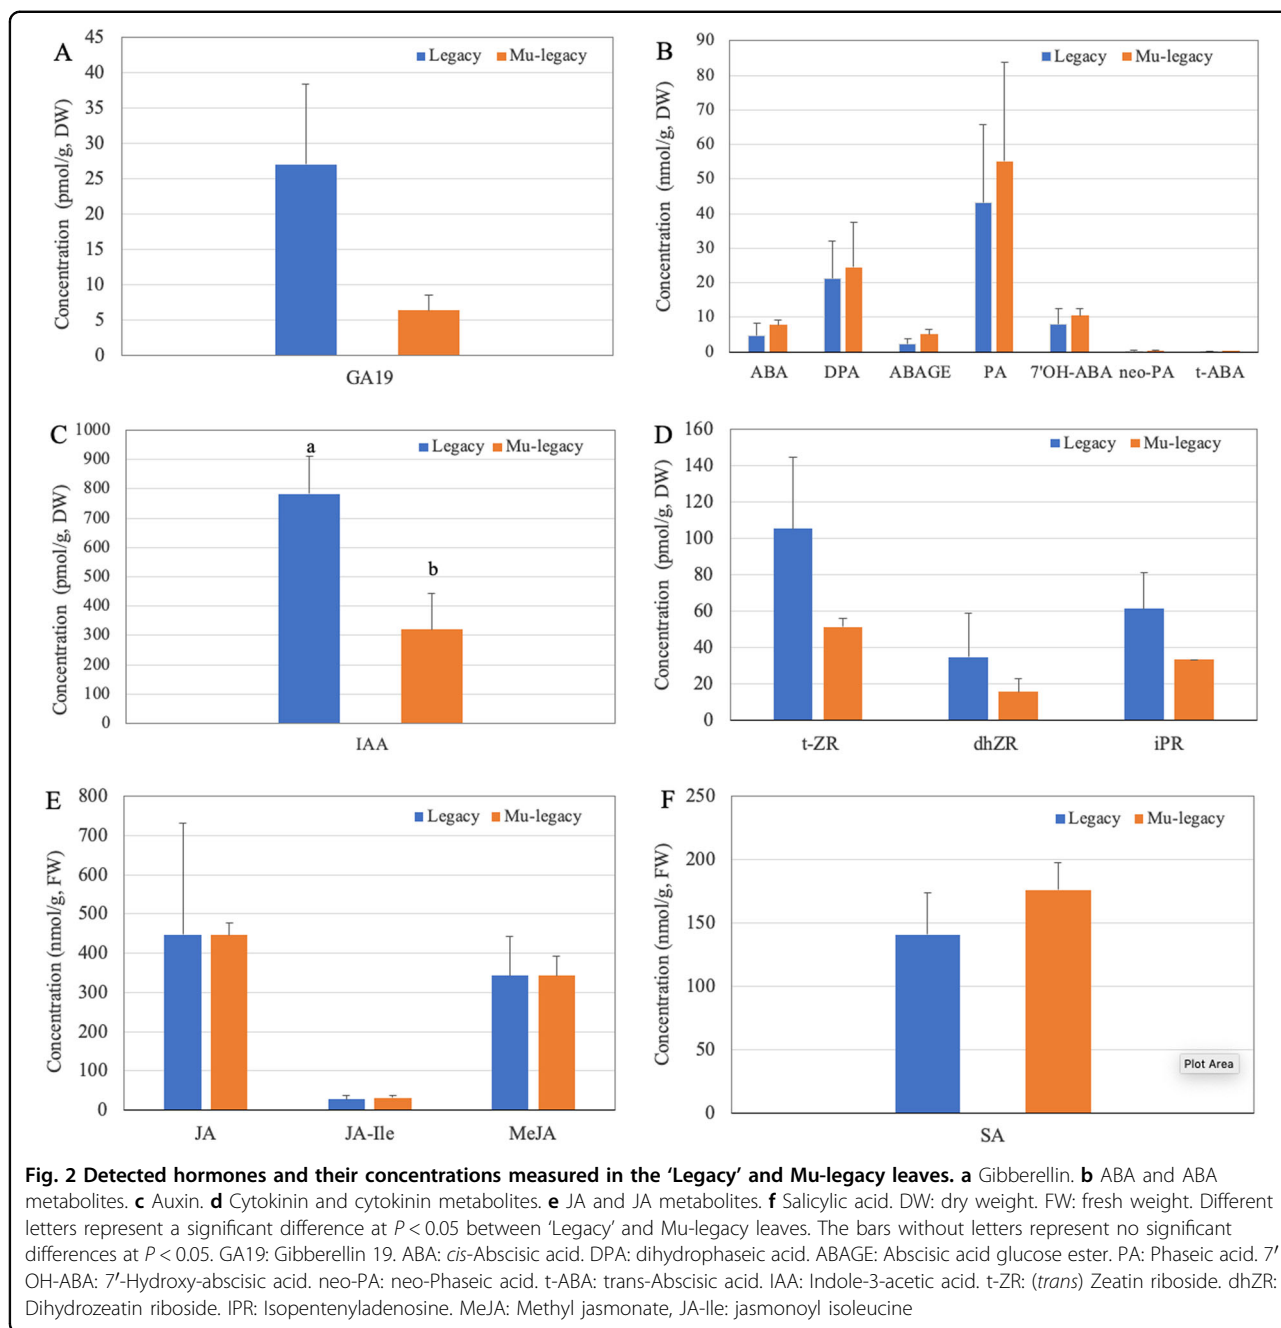 A
Legacy Mu-legacy
Concentration (pmol/g, DW)
45
40
35
30
25
20
15
10
5
0
GA19
B
Legacy Mu-legacy
Concentration (nmol/g, DW)
90
80
70
60
50
40
30
20
10
0
ABA DPA ABAGE PA 7'OH-ABA neo-PA t-ABA
C
Legacy Mu-legacy
Concentration (pmol/g, DW)
1000
900
800
700
600
500
400
300
200
100
0
a
b
IAA
D
Legacy Mu-legacy
Concentration (pmol/g, DW)
160
140
120
100
80
60
40
20
0
t-ZR dhZR iPR
E
Legacy Mu-legacy
Concentration (nmol/g, FW)
800
700
600
500
400
300
200
100
0
JA JA-Ile MeJA
F
Legacy Mu-legacy
Concentration (nmol/g, FW)
250
200
150
100
50
0
Plot Area
SA
Fig. 2 Detected hormones and their concentrations measured in the ‘Legacy’ and Mu-legacy leaves. a Gibberellin. b ABA and ABA
metabolites. c Auxin. d Cytokinin and cytokinin metabolites. e JA and JA metabolites. f Salicylic acid. DW: dry weight. FW: fresh weight. Different
letters represent a significant difference at P < 0.05 between ‘Legacy’ and Mu-legacy leaves. The bars without letters represent no significant
differences at P < 0.05. GA19: Gibberellin 19. ABA: cis-Abscisic acid. DPA: dihydrophaseic acid. ABAGE: Abscisic acid glucose ester. PA: Phaseic acid. 7′
OH-ABA: 7′-Hydroxy-abscisic acid. neo-PA: neo-Phaseic acid. t-ABA: trans-Abscisic acid. IAA: Indole-3-acetic acid. t-ZR: (trans) Zeatin riboside. dhZR:
Dihydrozeatin riboside. IPR: Isopentenyladenosine. MeJA: Methyl jasmonate, JA-Ile: jasmonoyl isoleucine